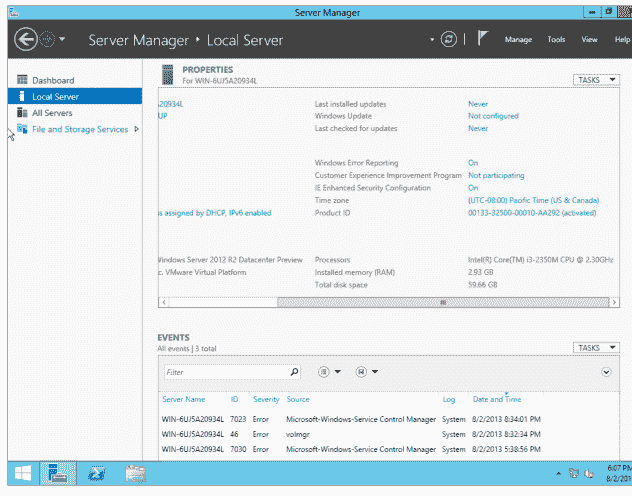 Server Manager
Server Manager • Local Server
Manage Tools View Help
Dashboard
Local Server
All Servers
File and Storage Services
PROPERTIES
For WIN-6UJ5A20934L
TASKS
A20934L Last installed updates Never
UP Windows Update Not configured
Last checked for updates Never
Windows Error Reporting On
Customer Experience Improvement Program Not participating
IE Enhanced Security Configuration On
Time zone (UTC-08:00) Pacific Time (US & Canada)
s assigned by DHCP, IPv6 enabled Product ID 00133-32500-00010-AA292 (activated)
Windows Server 2012 R2 Datacenter Preview Processors Intel(R) Core(TM) i3-2350M CPU @ 2.30GHz
c. VMware Virtual Platform Installed memory (RAM) 2.93 GB
Total disk space 59.66 GB
EVENTS
All events | 3 total
TASKS
Filter
Server Name ID Severity Source Log Date and Time
WIN-6UJ5A20934L 7023 Error Microsoft-Windows-Service Control Manager System 8/2/2013 8:34:01 PM
WIN-6UJ5A20934L 46 Error volmgr System 8/2/2013 8:32:34 PM
WIN-6UJ5A20934L 7030 Error Microsoft-Windows-Service Control Manager System 8/2/2013 5:38:56 PM
6:07 PM
8/2/201